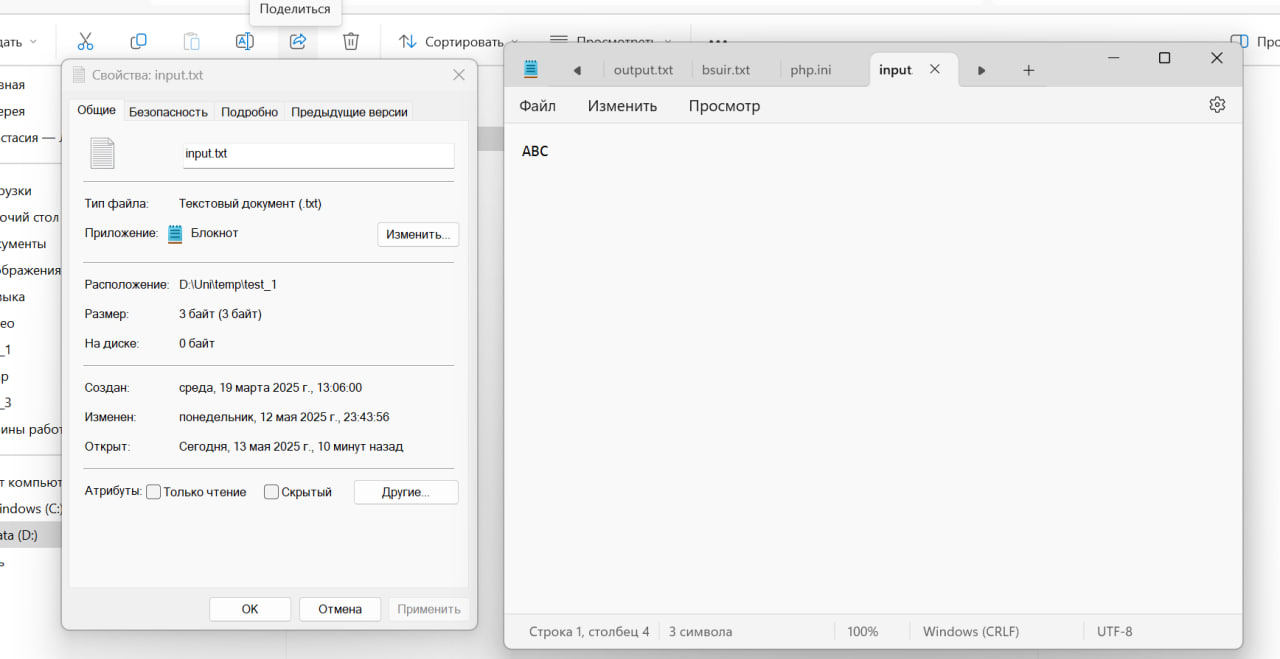 Поделиться
дать
Сортировать
Просмотреть
Про
вная
ерея
стасия — Л
рузки
очий стол
кументы
ображения
зыка
ео
_1
р
_3
ины работ
т компьют
indows (C:)
ata (D:)
ь
Свойства: input.txt
Общие Безопасность Подробно Предыдущие версии
input.txt
Тип файла: Текстовый документ (.txt)
Приложение: Блокнот Изменить...
Расположение: D:\Uni\temp\test_1
Размер: 3 байт (3 байт)
На диске: 0 байт
Создан: среда, 19 марта 2025 г., 13:06:00
Изменен: понедельник, 12 мая 2025 г., 23:43:56
Открыт: Сегодня, 13 мая 2025 г., 10 минут назад
Атрибуты: Только чтение Скрытый Другие...
OK Отмена Применить
output.txt bsuir.txt php.ini input
Файл Изменить Просмотр
ABC
Строка 1, столбец 4 3 символа 100% Windows (CRLF) UTF-8